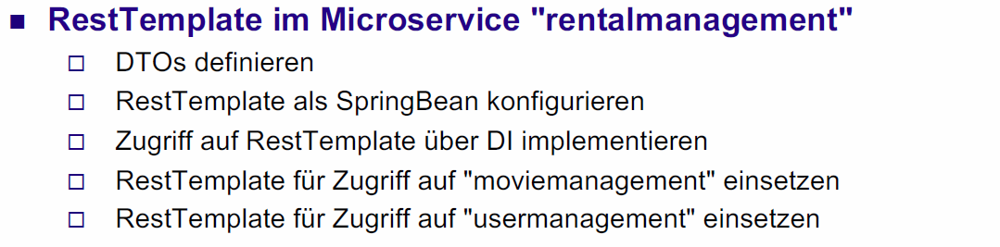 RestTemplate im Microservice "rentalmanagement"
DTOs definieren
RestTemplate als SpringBean konfigurieren
Zugriff auf RestTemplate über DI implementieren
RestTemplate für Zugriff auf "moviemanagement" einsetzen
RestTemplate für Zugriff auf "usermanagement" einsetzen